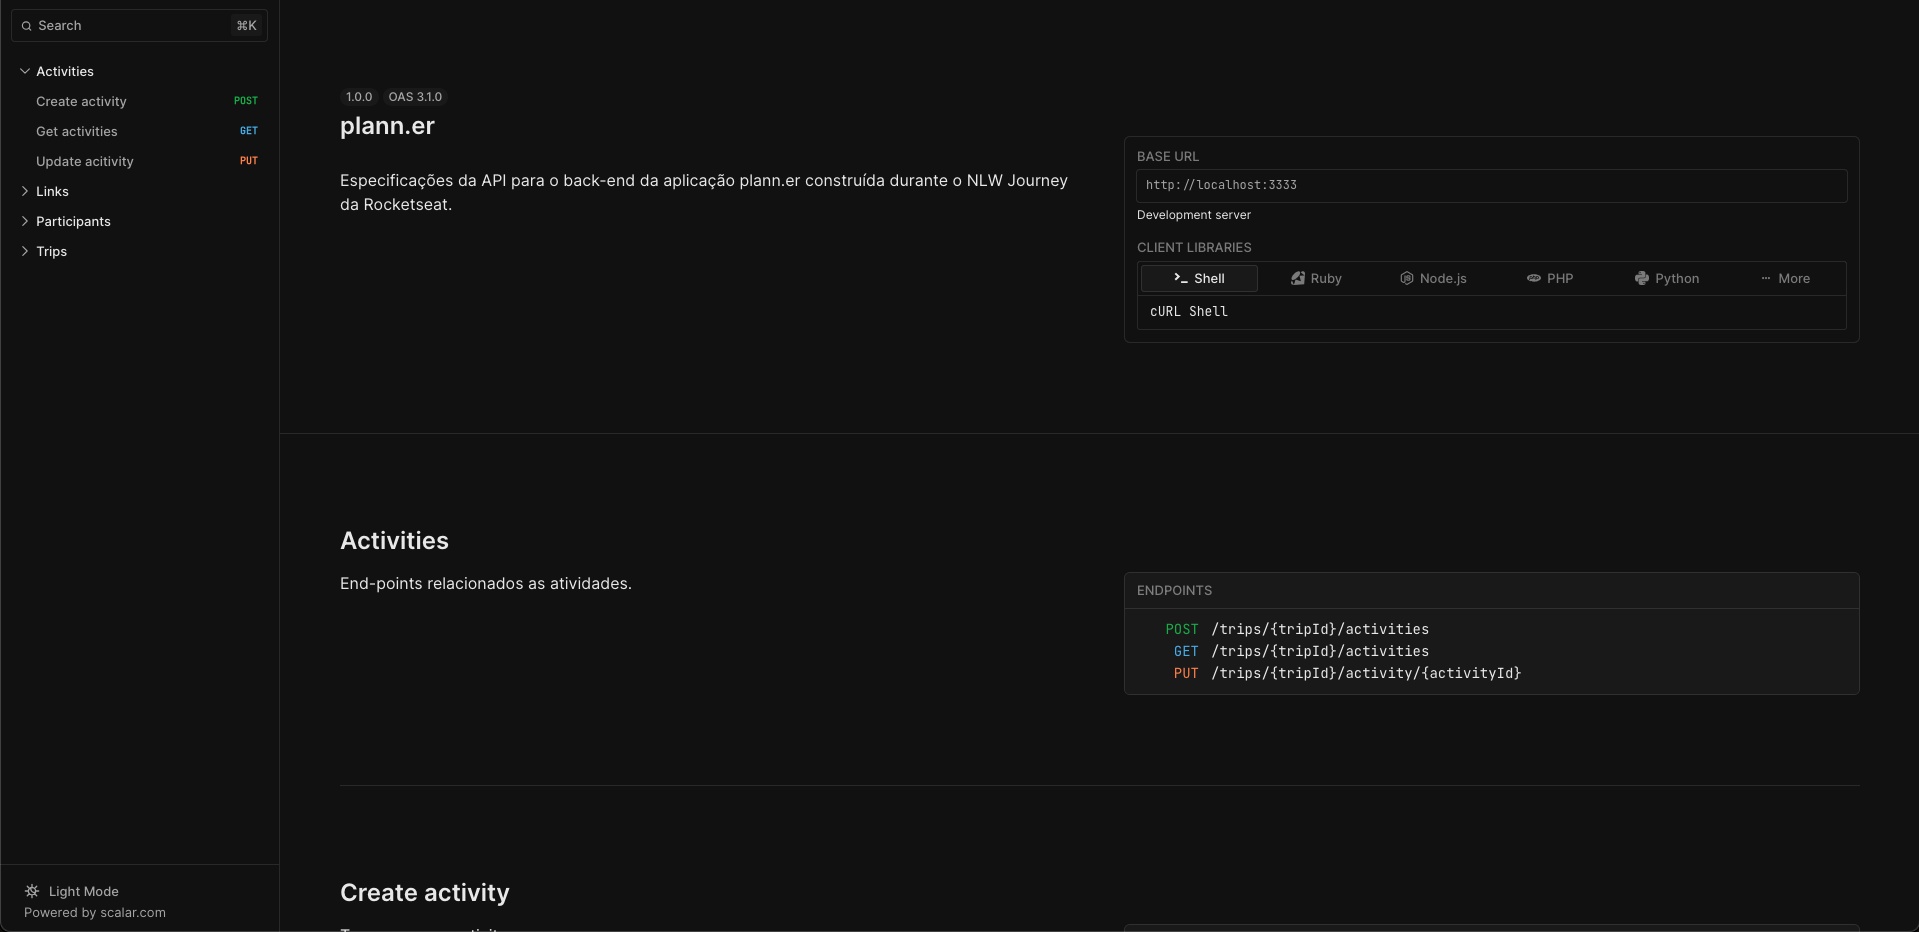 Search ⌘K
Activities
Create activity POST
Get activities GET
Update acitivity PUT
Links
Participants
Trips
Light Mode
Powered by scalar.com
1.0.0 OAS 3.1.0
plann.er
Especificações da API para o back-end da aplicação plann.er construída durante o NLW Journey
da Rocketseat.
BASE URL
http://localhost:3333
Development server
CLIENT LIBRARIES
Shell Ruby Node.js PHP Python More
cURL Shell
Activities
End-points relacionados as atividades.
ENDPOINTS
POST /trips/{tripId}/activities
GET /trips/{tripId}/activities
PUT /trips/{tripId}/activity/{activityId}
Create activity